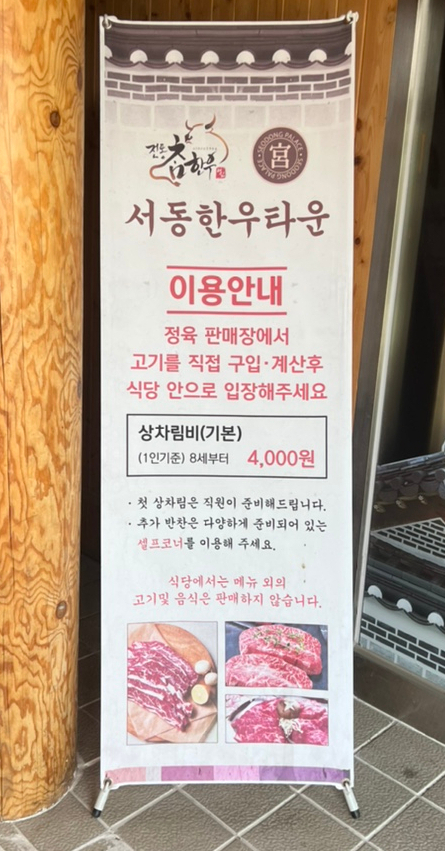 전통
참한우
SEODONG PALACE
宮
SEODONG PALACE
서동한우타운
이용안내
정육 판매장에서
고기를 직접 구입·계산후
식당 안으로 입장해주세요
상차림비(기본)
(1인기준) 8세부터 4,000원
· 첫 상차림은 직원이 준비해드립니다.
· 추가 반찬은 다양하게 준비되어 있는
셀프코너를 이용해 주세요.
식당에서는 메뉴 외의
고기및 음식은 판매하지 않습니다.